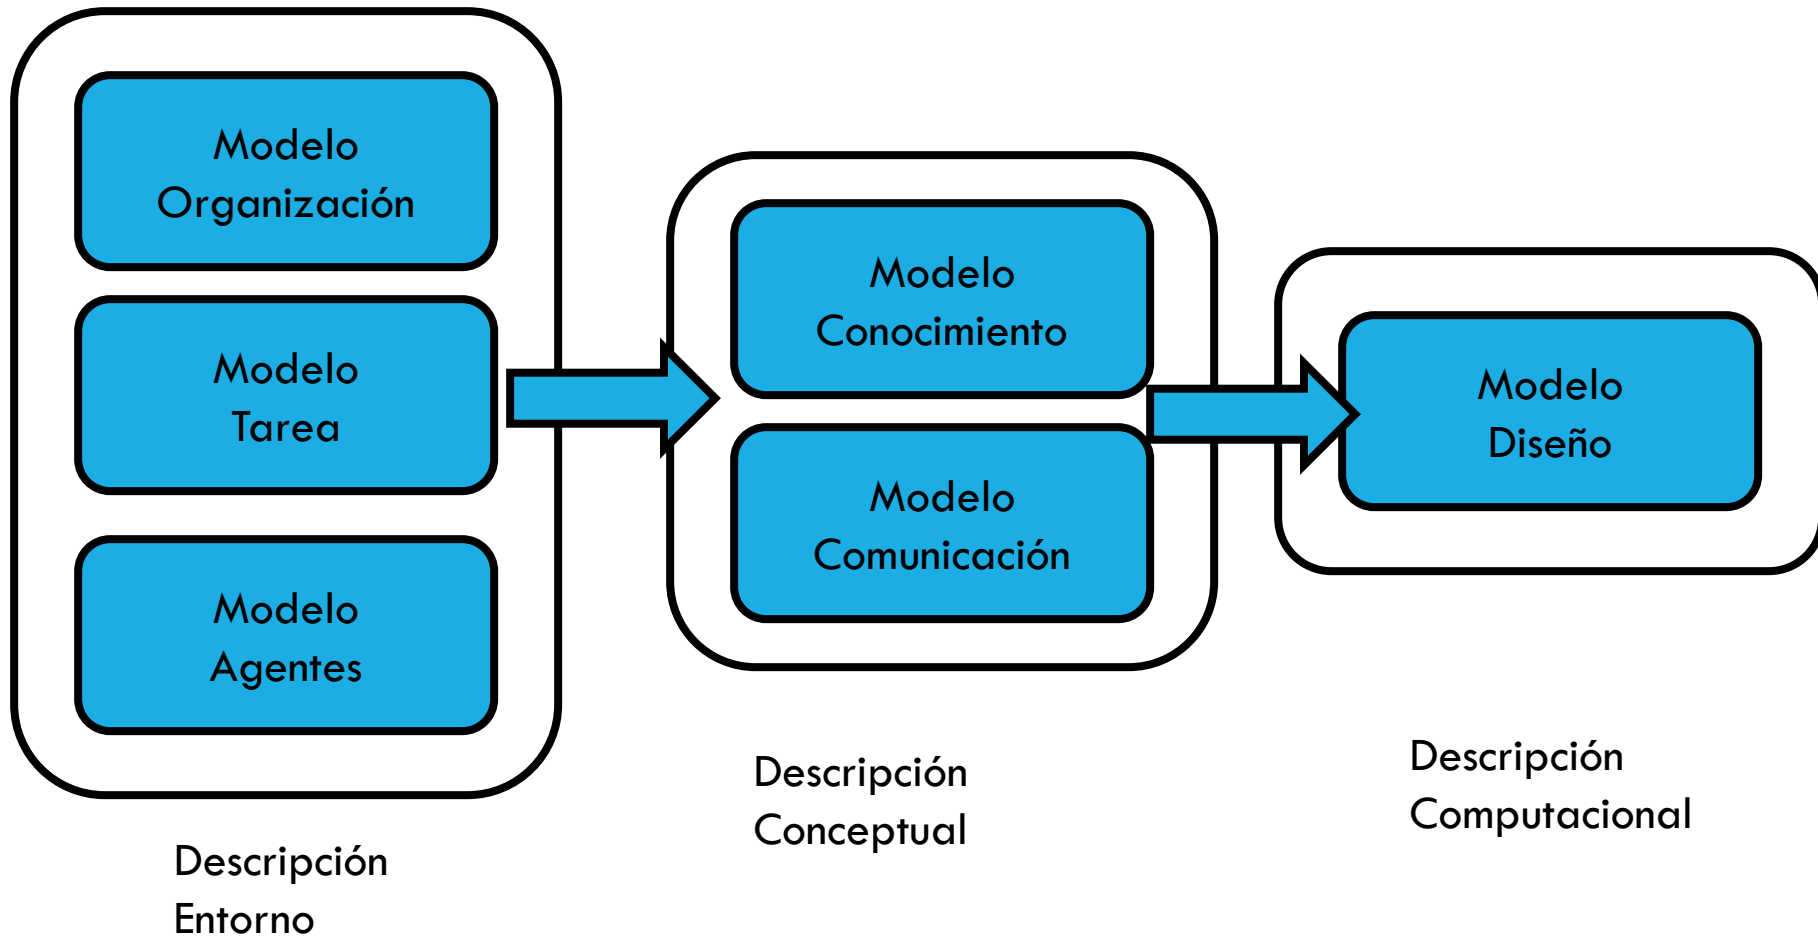 Modelo
Organización
Modelo
Tarea
Modelo
Agentes
Descripción
Entorno
Modelo
Conocimiento
Modelo
Comunicación
Descripción
Conceptual
Modelo
Diseño
Descripción
Computacional